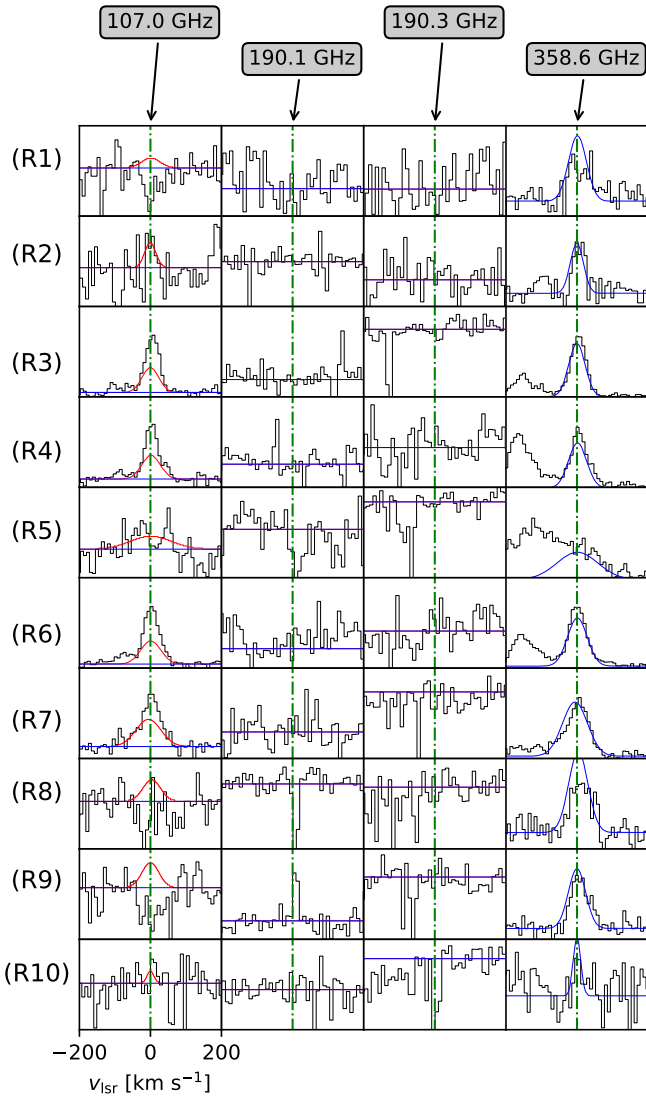 107.0 GHz
190.1 GHz
190.3 GHz
358.6 GHz
(R1)
(R2)
(R3)
(R4)
(R5)
(R6)
(R7)
(R8)
(R9)
(R10)
−200 0 200
v_lsr [km s⁻¹]